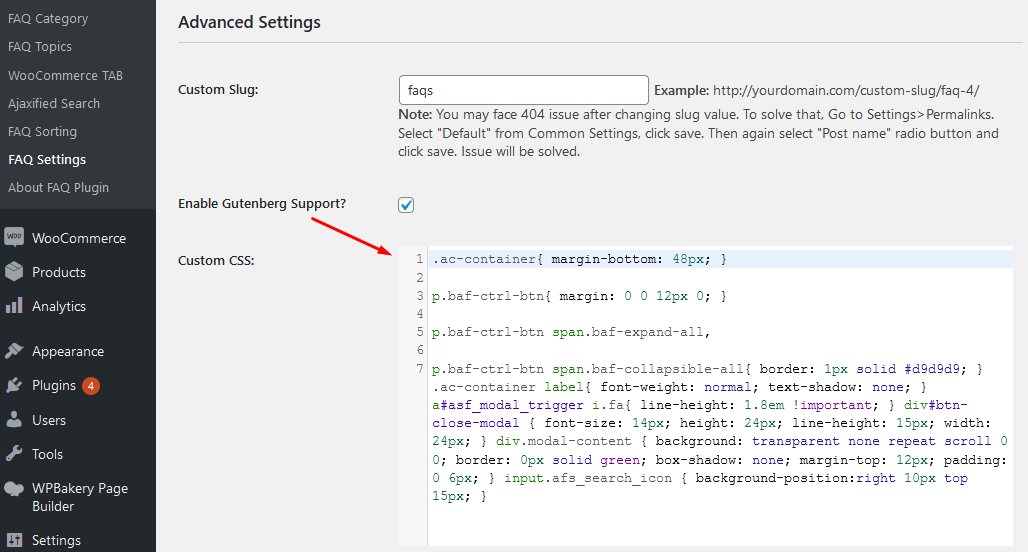 FAQ Category
FAQ Topics
WooCommerce TAB
Ajaxified Search
FAQ Sorting
FAQ Settings
About FAQ Plugin
WOO WooCommerce
Products
Analytics
Appearance
Plugins 4
Users
Tools
WPBakery Page
Builder
Settings
Advanced Settings
Custom Slug: faqs Example: http://yourdomain.com/custom-slug/faq-4/
Note: You may face 404 issue after changing slug value. To solve that, Go to Settings>Permalinks.
Select "Default" from Common Settings, click save. Then again select "Post name" radio button and
click save. Issue will be solved.
Enable Gutenberg Support?
Custom CSS:
1 .ac-container{ margin-bottom: 48px; }
2
3 p.baf-ctrl-btn{ margin: 0 0 12px 0; }
4
5 p.baf-ctrl-btn span.baf-expand-all,
6
7 p.baf-ctrl-btn span.baf-collapsible-all{ border: 1px solid #d9d9d9; }
.ac-container label{ font-weight: normal; text-shadow: none; }
a#asf_modal_trigger i.fa{ line-height: 1.8em !important; } div#btn-
close-modal { font-size: 14px; height: 24px; line-height: 15px; width:
24px; } div.modal-content { background: transparent none repeat scroll 0
0; border: 0px solid green; box-shadow: none; margin-top: 12px; padding:
0 6px; } input.afs_search_icon { background-position:right 10px top
15px; }